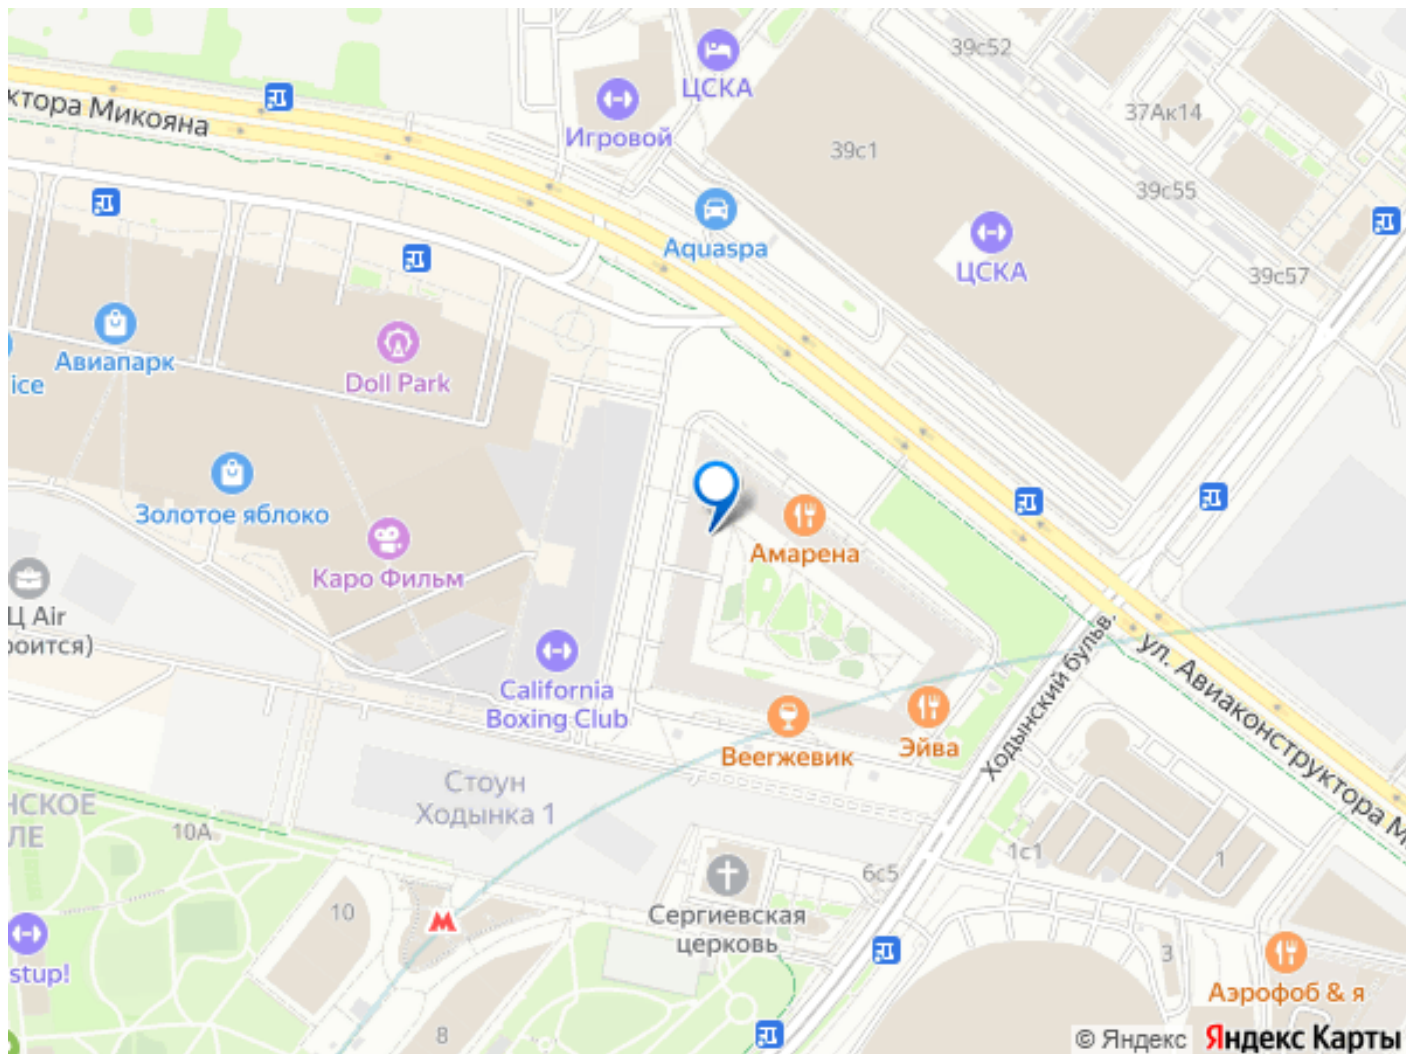 ктора Микояна
ЦСКА
Игровой
39с52
37Ак14
39с1
39с55
Aquaspa
ЦСКА
39с57
Авиапарк
ice
Doll Park
Золотое яблоко
Каро Фильм
Амарена
Ц Air
роится)
California
Boxing Club
Веегжевик
Эйва
Ходынский бульв.
ул. Авиаконструктора М
Стоун
Ходынка 1
НСКОЕ
ЛЕ
10А
1с1
1
6с5
10
Сергиевская
церковь
stup!
3
Аэрофоб & я
8
© Яндекс
Яндекс Карты